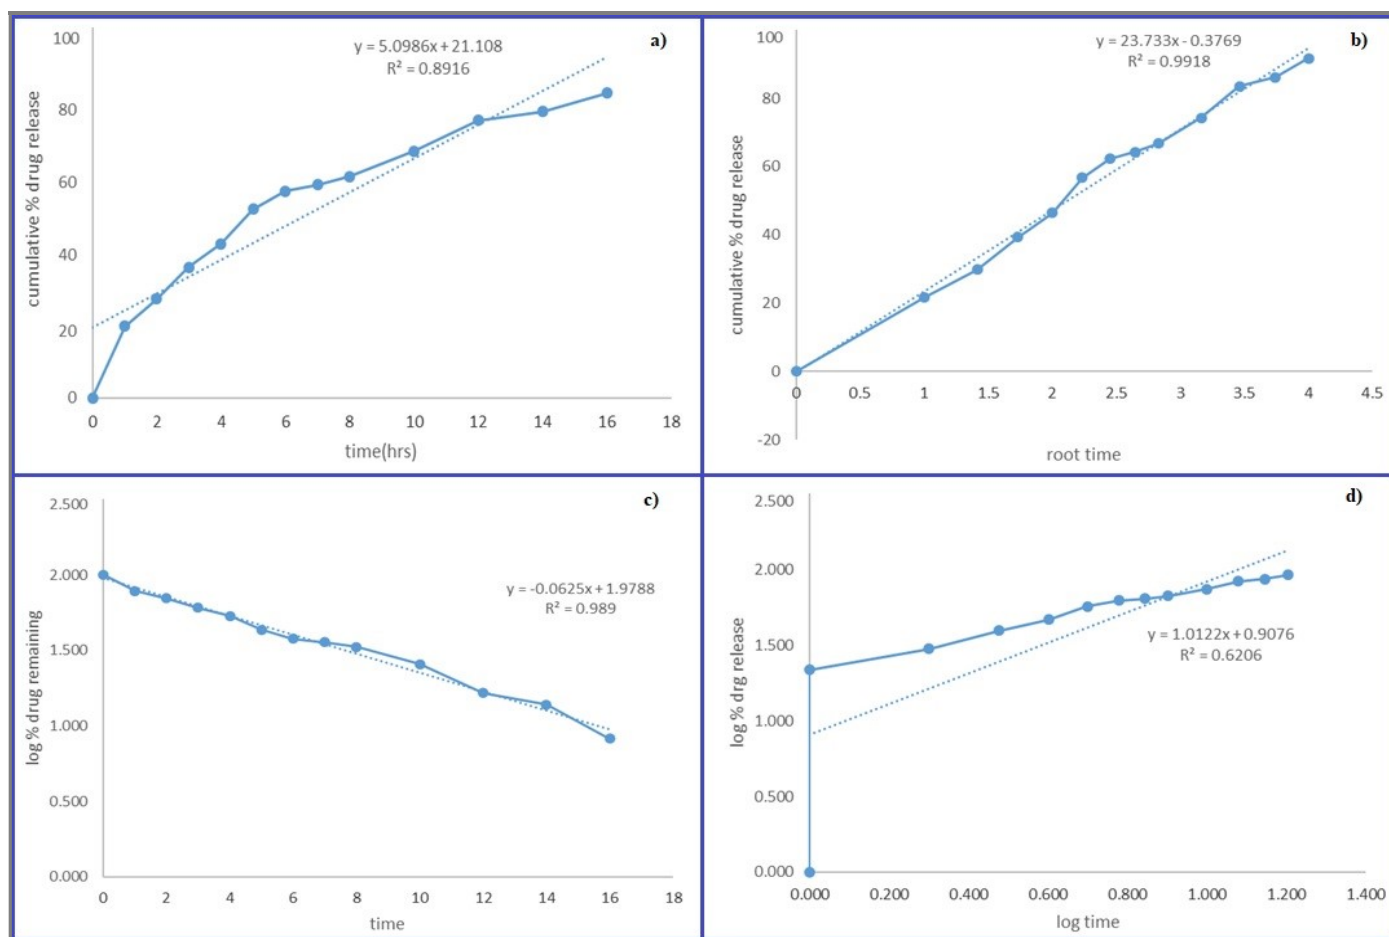 a)
y = 5.0986x + 21.108
R² = 0.8916
cumulative % drug release
100
80
60
40
20
0
0 2 4 6 8 10 12 14 16 18
time(hrs)
b)
y = 23.733x - 0.3769
R² = 0.9918
cumulative % drug release
100
80
60
40
20
0
-20
0 0.5 1 1.5 2 2.5 3 3.5 4 4.5
root time
c)
y = -0.0625x + 1.9788
R² = 0.989
log % drug remaining
2.500
2.000
1.500
1.000
0.500
0.000
0 2 4 6 8 10 12 14 16 18
time
d)
y = 1.0122x + 0.9076
R² = 0.6206
log % drg release
2.500
2.000
1.500
1.000
0.500
0.000
0.000 0.200 0.400 0.600 0.800 1.000 1.200 1.400
log time